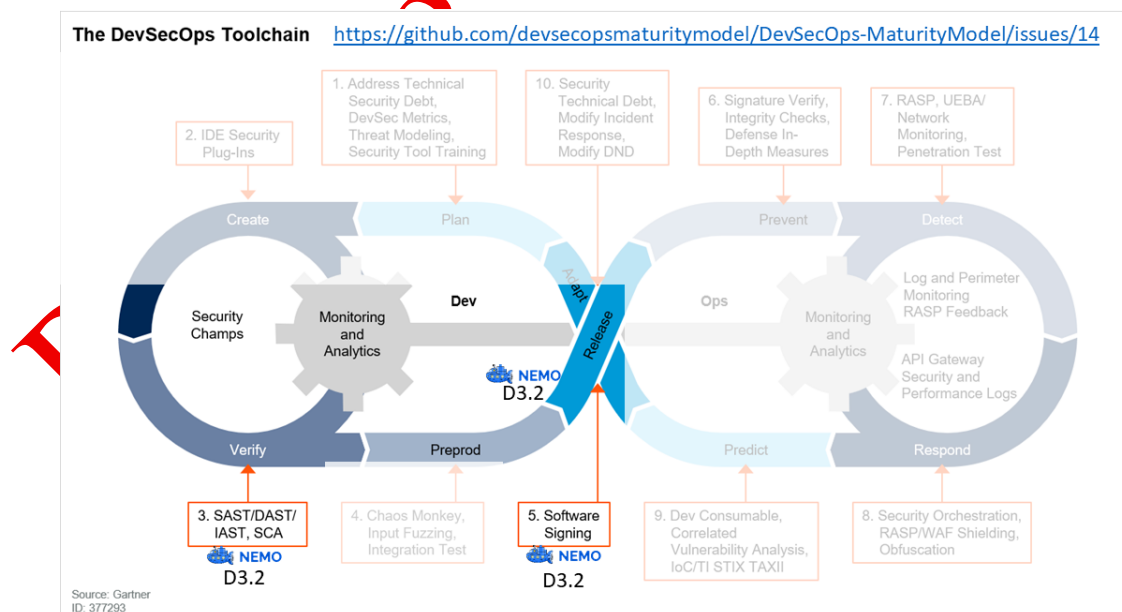 The DevSecOps Toolchain https://github.com/devsecopsmaturitymodel/DevSecOps-MaturityModel/issues/14
1. Address Technical
Security Debt,
DevSec Metrics,
Threat Modeling,
Security Tool Training
10. Security
Technical Debt,
Modify Incident
Response,
Modify DND
6. Signature Verify,
Integrity Checks,
Defense In-
Depth Measures
7. RASP, UEBA/
Network
Monitoring,
Penetration Test
2. IDE Security
Plug-Ins
Create
Plan
Prevent
Detect
Adapt
Release
Security
Champs
Monitoring
and
Analytics
Dev
Ops
Monitoring
and
Analytics
Log and Perimeter
Monitoring
RASP Feedback
API Gateway
Security and
Performance Logs
NEMO
D3.2
Verify
Preprod
Predict
Respond
3. SAST/DAST/
IAST, SCA
NEMO
D3.2
4. Chaos Monkey,
Input Fuzzing,
Integration Test
5. Software
Signing
NEMO
D3.2
9. Dev Consumable,
Correlated
Vulnerability Analysis,
IoC/TI STIX TAXII
8. Security Orchestration,
RASP/WAF Shielding,
Obfuscation
Source: Gartner
ID: 377293